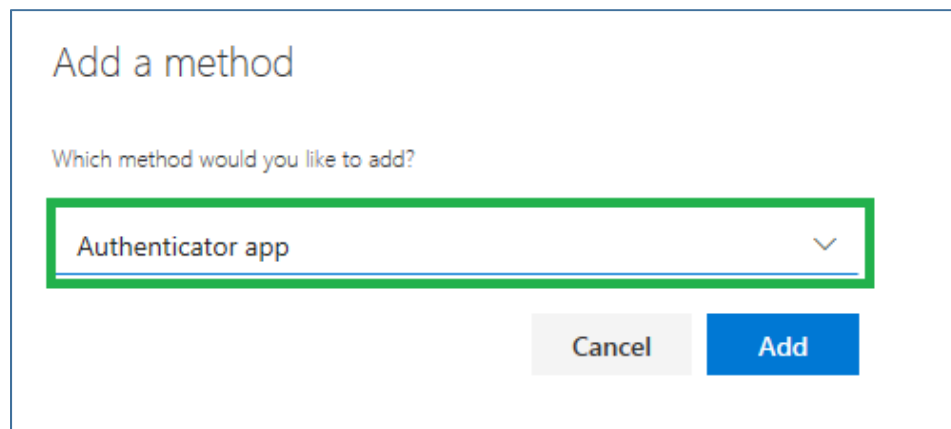 Add a method
Which method would you like to add?
Authenticator app
Cancel Add